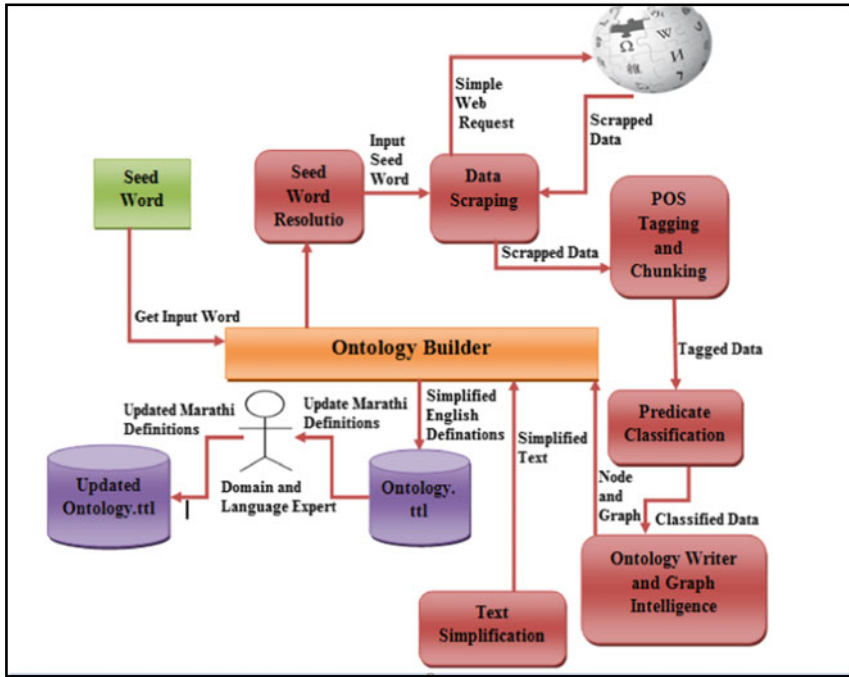 Ω W И
Simple
Web
Request
Scrapped
Data
Input
Seed
Word
Seed
Word
Seed
Word
Resolutio
Data
Scraping
POS
Tagging
and
Chunking
Scrapped Data
Get Input Word
Ontology Builder
Tagged Data
Updated Marathi
Definitions
Update Marathi
Definitions
Simplified
English
Definations
Simplified
Text
Predicate
Classification
Updated
Ontology.ttl
Domain and
Language Expert
Ontology.
ttl
Node
and
Graph
Classified Data
Ontology Writer
and Graph
Intelligence
Text
Simplification